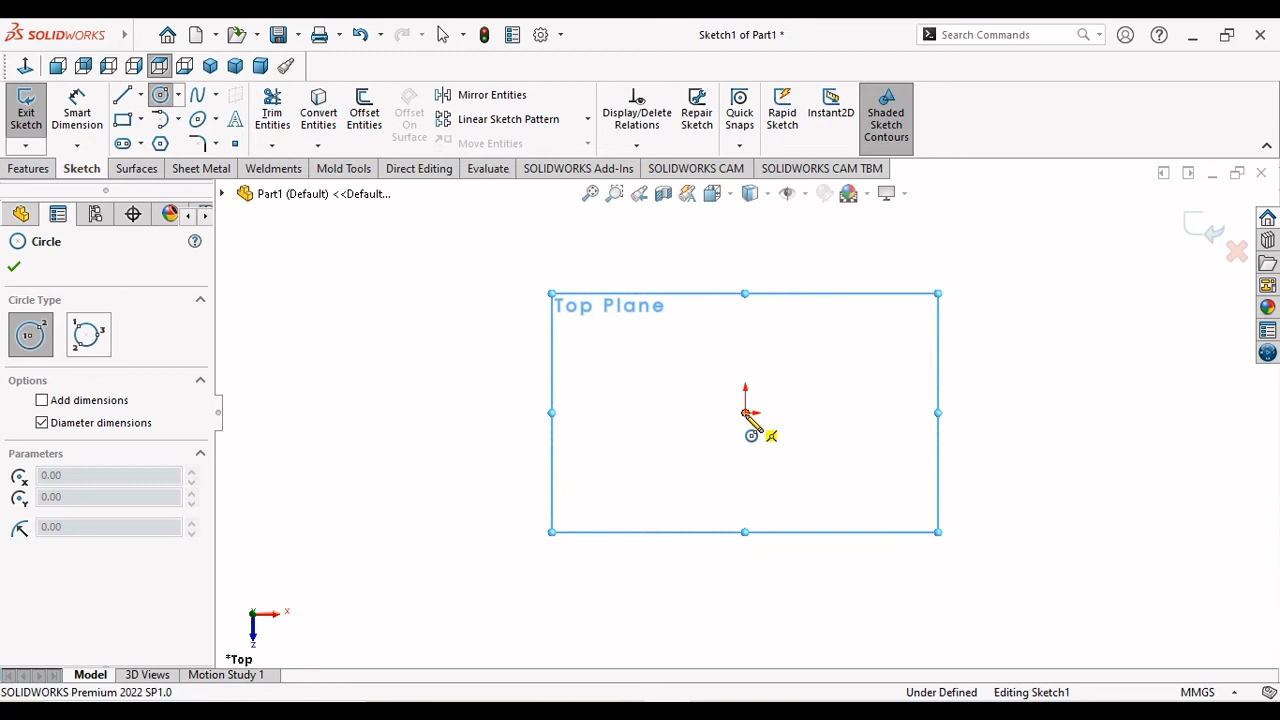 SOLIDWORKS
Sketch1 of Part1 *
Search Commands
Exit Sketch
Smart Dimension
Trim Entities
Convert Entities
Offset Entities
Offset On Surface
Mirror Entities
Linear Sketch Pattern
Move Entities
Display/Delete Relations
Repair Sketch
Quick Snaps
Rapid Sketch
Instant2D
Shaded Sketch Contours
Features
Sketch
Surfaces
Sheet Metal
Weldments
Mold Tools
Direct Editing
Evaluate
SOLIDWORKS Add-Ins
SOLIDWORKS CAM
SOLIDWORKS CAM TBM
Part1 (Default) <<Default...
Circle
Circle Type
Options
Add dimensions
Diameter dimensions
Parameters
0.00
0.00
0.00
Top Plane
Y
X
Z
*Top
Model
3D Views
Motion Study 1
SOLIDWORKS Premium 2022 SP1.0
Under Defined
Editing Sketch1
MMGS